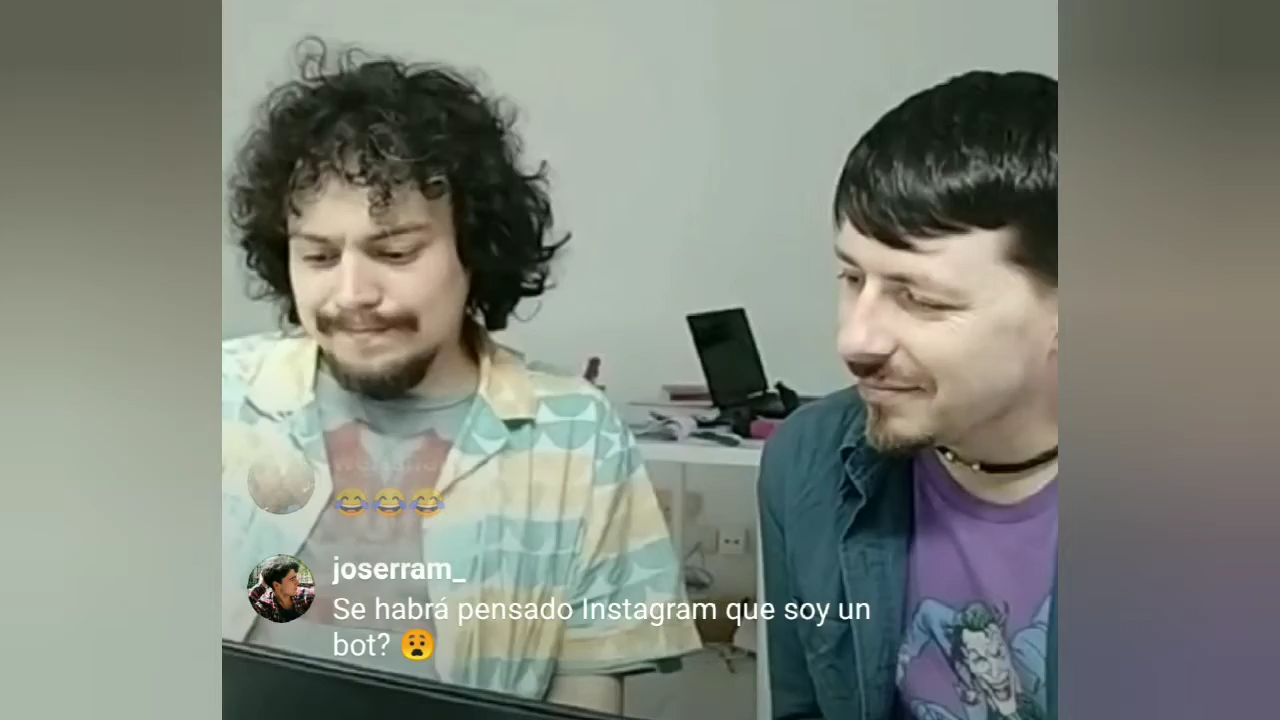 😂😂😂
joserram_
Se habrá pensado Instagram que soy un
bot? 😧